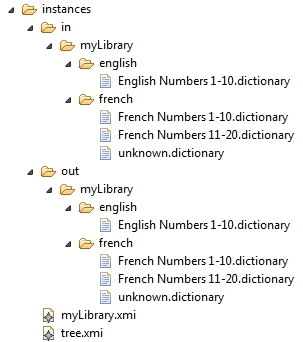 instances
in
myLibrary
english
English Numbers 1-10.dictionary
french
French Numbers 1-10.dictionary
French Numbers 11-20.dictionary
unknown.dictionary
out
myLibrary
english
English Numbers 1-10.dictionary
french
French Numbers 1-10.dictionary
French Numbers 11-20.dictionary
unknown.dictionary
myLibrary.xmi
tree.xmi